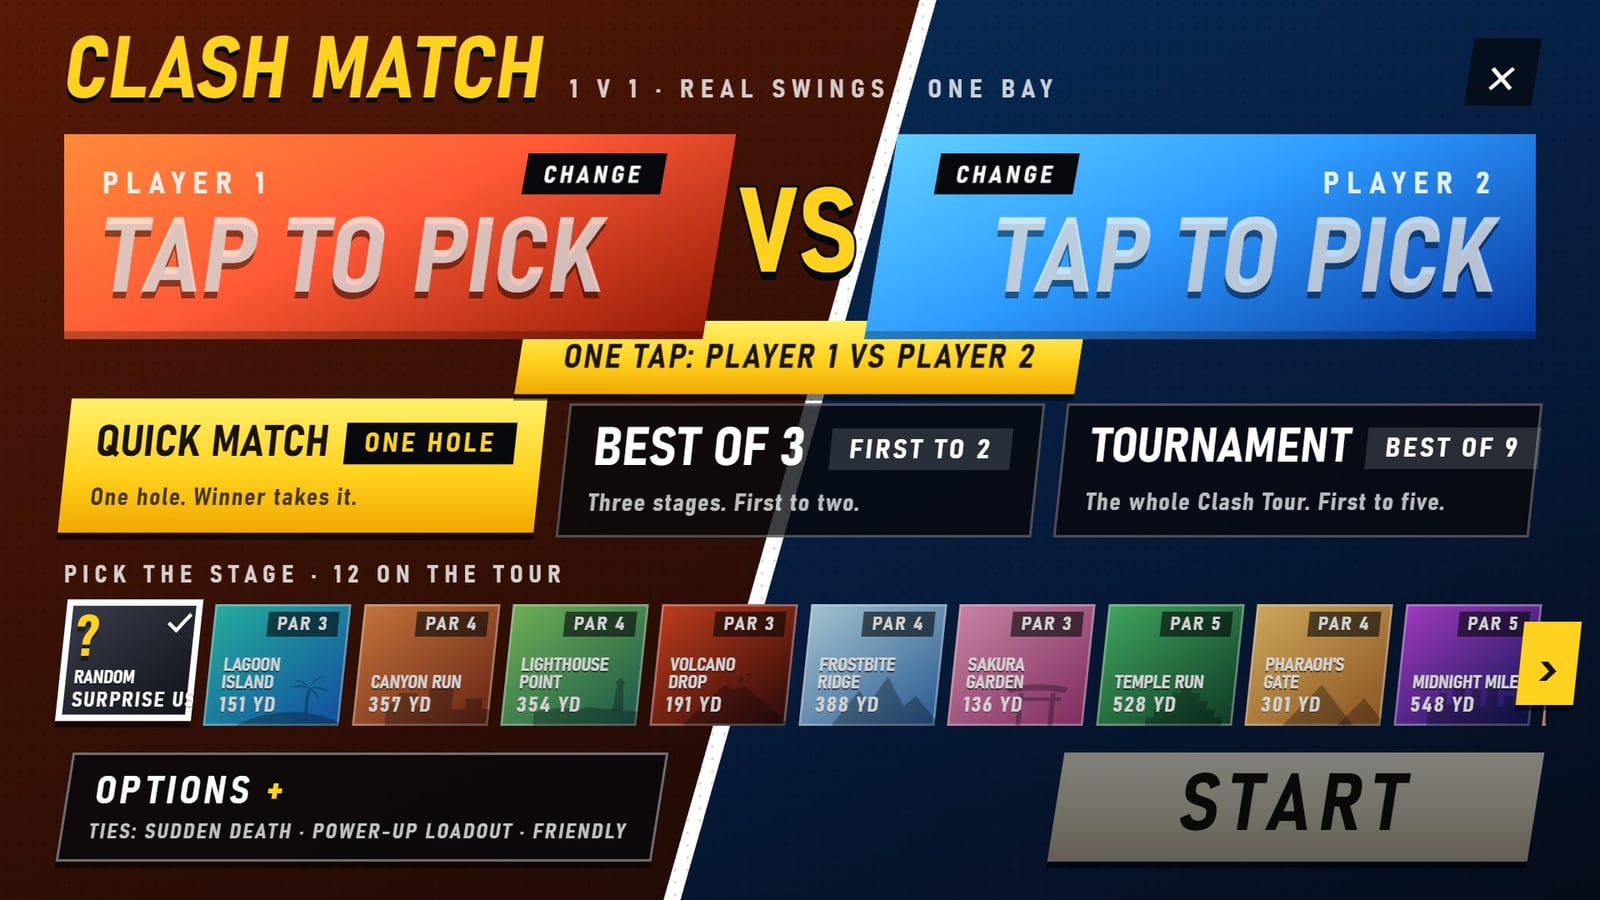 CLASH MATCH
1 V 1 · REAL SWINGS · ONE BAY
×
PLAYER 1
CHANGE
TAP TO PICK
VS
CHANGE
PLAYER 2
TAP TO PICK
ONE TAP: PLAYER 1 VS PLAYER 2
QUICK MATCH
ONE HOLE
One hole. Winner takes it.
BEST OF 3
FIRST TO 2
Three stages. First to two.
TOURNAMENT
BEST OF 9
The whole Clash Tour. First to five.
PICK THE STAGE · 12 ON THE TOUR
?
RANDOM
SURPRISE US
PAR 3
LAGOON
ISLAND
151 YD
PAR 4
CANYON RUN
357 YD
PAR 4
LIGHTHOUSE
POINT
354 YD
PAR 3
VOLCANO
DROP
191 YD
PAR 4
FROSTBITE
RIDGE
388 YD
PAR 3
SAKURA
GARDEN
136 YD
PAR 5
TEMPLE RUN
528 YD
PAR 4
PHARAOH'S
GATE
301 YD
PAR 5
MIDNIGHT MILE
548 YD
›
OPTIONS +
TIES: SUDDEN DEATH · POWER-UP LOADOUT · FRIENDLY
START